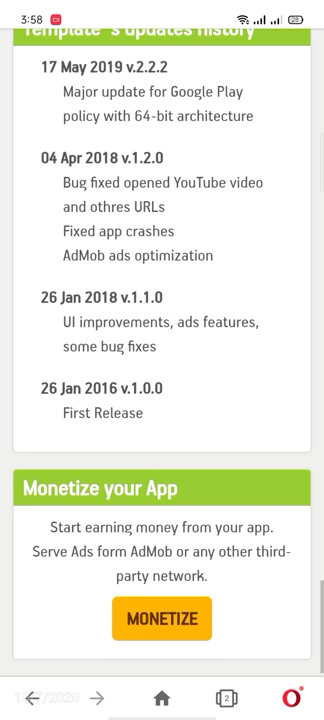 3:58
28
Template`s updates history
17 May 2019 v.2.2.2
Major update for Google Play
policy with 64-bit architecture
04 Apr 2018 v.1.2.0
Bug fixed opened YouTube video
and othres URLs
Fixed app crashes
AdMob ads optimization
26 Jan 2018 v.1.1.0
UI improvements, ads features,
some bug fixes
26 Jan 2016 v.1.0.0
First Release
Monetize your App
Start earning money from your app.
Serve Ads form AdMob or any other third-
party network.
MONETIZE
2